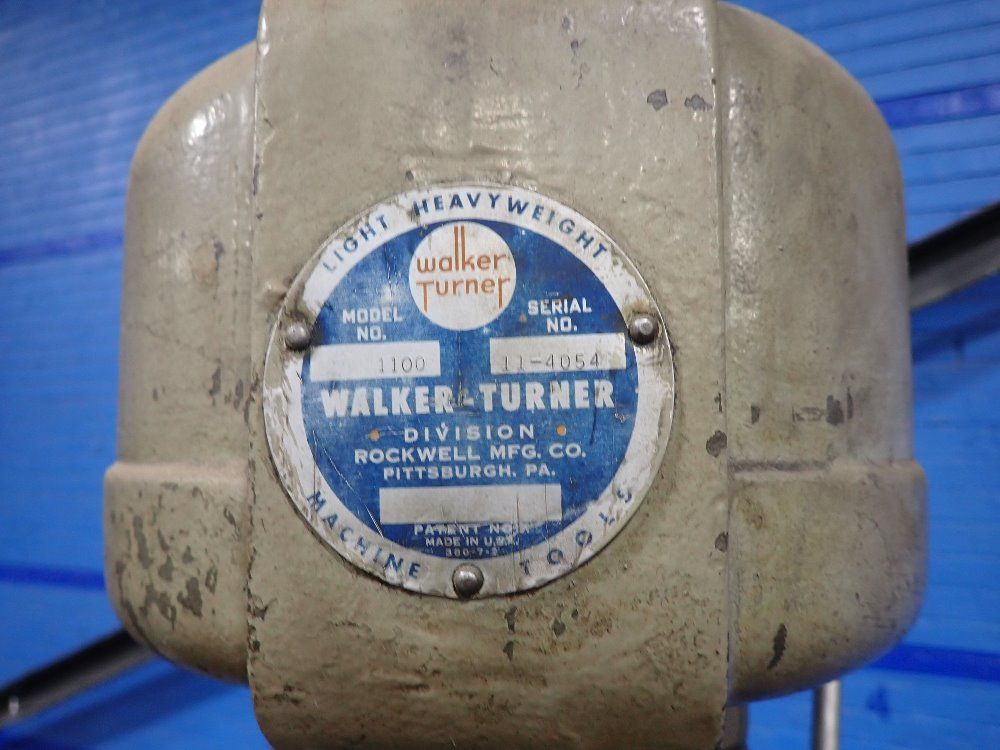 LIGHT HEAVYWEIGHT
walker
Turner
MODEL
NO.
SERIAL
NO.
1100
11-4054
WALKER-TURNER
DIVISION
ROCKWELL MFG. CO.
PITTSBURGH, PA.
PATENT NO.
MADE IN U.S.A.
MACHINE TOOLS